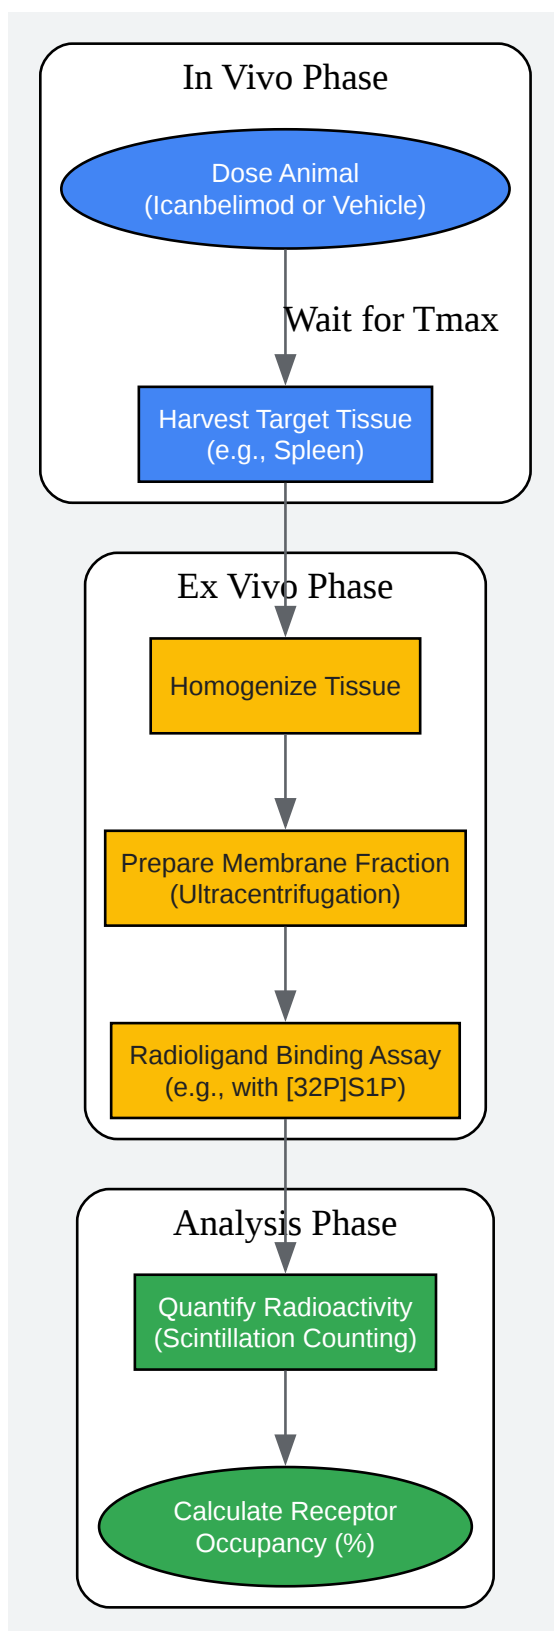 In Vivo Phase
Dose Animal
(Icanbelimod or Vehicle)
Wait for Tmax
Harvest Target Tissue
(e.g., Spleen)
Ex Vivo Phase
Homogenize Tissue
Prepare Membrane Fraction
(Ultracentrifugation)
Radioligand Binding Assay
(e.g., with [32P]S1P)
Analysis Phase
Quantify Radioactivity
(Scintillation Counting)
Calculate Receptor
Occupancy (%)